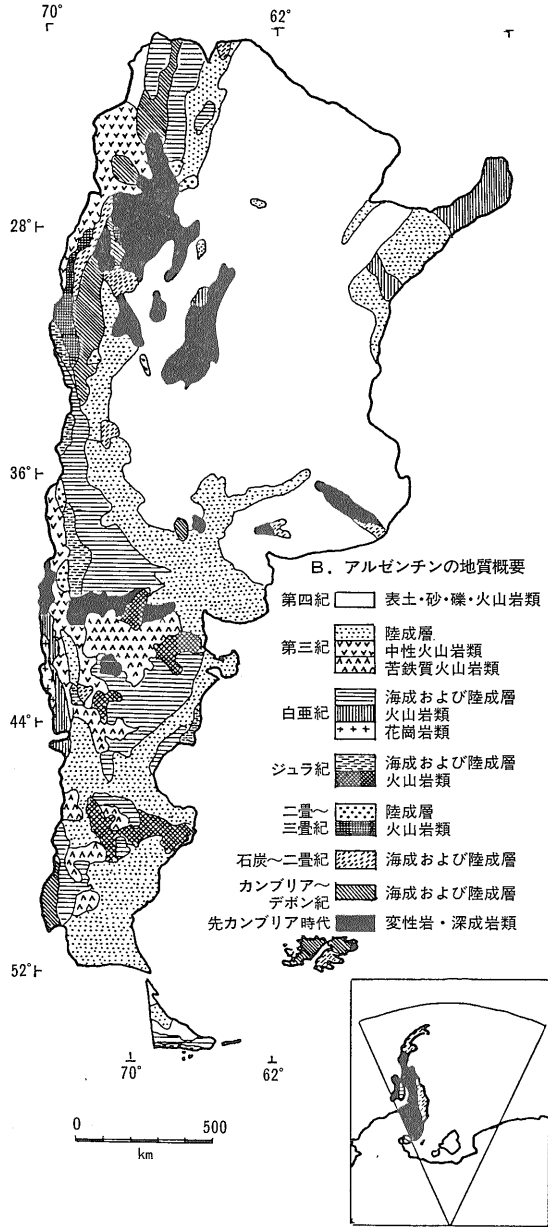 70°
62°
28°
36°
B. アルゼンチンの地質概要
第四紀 表土・砂・礫・火山岩類
第三紀 陸成層
中性火山岩類
苦鉄質火山岩類
白亜紀 海成および陸成層
火山岩類
花崗岩類
44°
ジュラ紀 海成および陸成層
火山岩類
二畳〜 陸成層
三畳紀 火山岩類
石炭〜二畳紀 海成および陸成層
カンブリア〜
デボン紀 海成および陸成層
先カンブリア時代 変性岩・深成岩類
52°
70°
62°
0 500
km